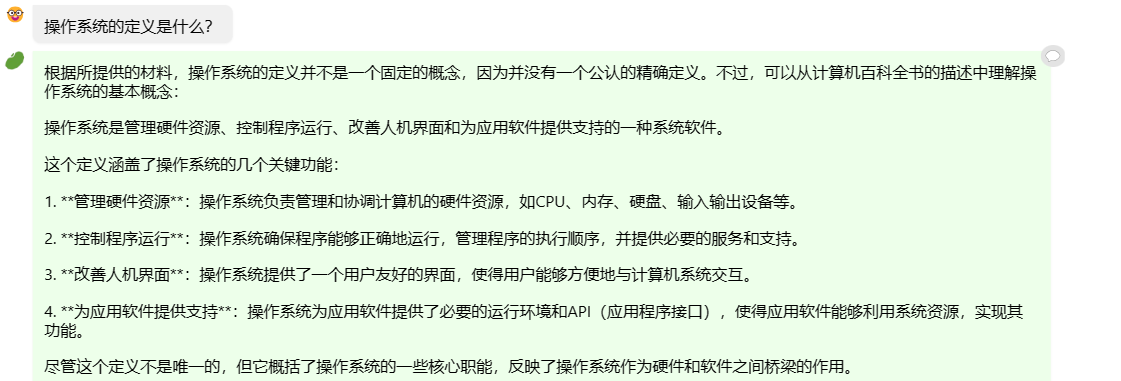 操作系统的定义是什么？
根据所提供的材料，操作系统的定义并不是一个固定的概念，因为并没有一个公认的精确定义。不过，可以从计算机百科全书的描述中理解操
作系统的基本概念：
操作系统是管理硬件资源、控制程序运行、改善人机界面和为应用软件提供支持的一种系统软件。
这个定义涵盖了操作系统的几个关键功能：
1. **管理硬件资源**：操作系统负责管理和协调计算机的硬件资源，如CPU、内存、硬盘、输入输出设备等。
2. **控制程序运行**：操作系统确保程序能够正确地运行，管理程序的执行顺序，并提供必要的服务和支持。
3. **改善人机界面**：操作系统提供了一个用户友好的界面，使得用户能够方便地与计算机系统交互。
4. **为应用软件提供支持**：操作系统为应用软件提供了必要的运行环境和API（应用程序接口），使得应用软件能够利用系统资源，实现其
功能。
尽管这个定义不是唯一的，但它概括了操作系统的一些核心职能，反映了操作系统作为硬件和软件之间桥梁的作用。